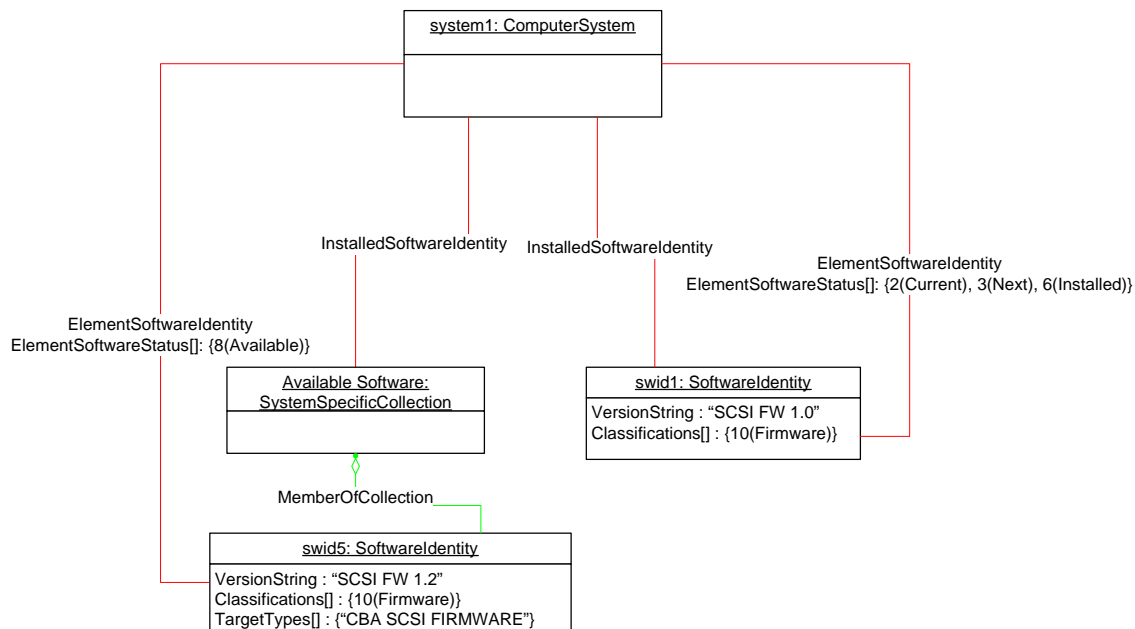 system1: ComputerSystem
InstalledSoftwareIdentity
InstalledSoftwareIdentity
ElementSoftwareIdentity
ElementSoftwareStatus[]: {2(Current), 3(Next), 6(Installed)}
ElementSoftwareIdentity
ElementSoftwareStatus[]: {8(Available)}
Available Software:
SystemSpecificCollection
swid1: SoftwareIdentity
VersionString : “SCSI FW 1.0”
Classifications[] : {10(Firmware)}
MemberOfCollection
swid5: SoftwareIdentity
VersionString : “SCSI FW 1.2”
Classifications[] : {10(Firmware)}
TargetTypes[] : {“CBA SCSI FIRMWARE”}